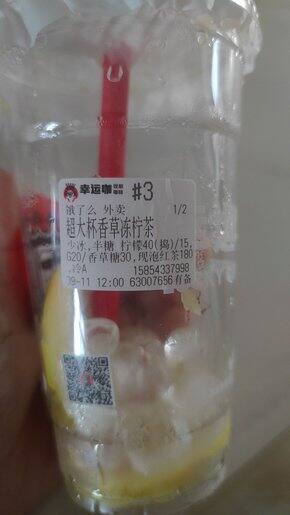 幸运咖 #3
饿了么 外卖 1/2
超大杯香草冻柠茶
少冰,半糖 柠檬40(捣)/15,
G20/香草糖30,现泡红茶180
冷A 15854337998
09-11 12:00 63007656有备